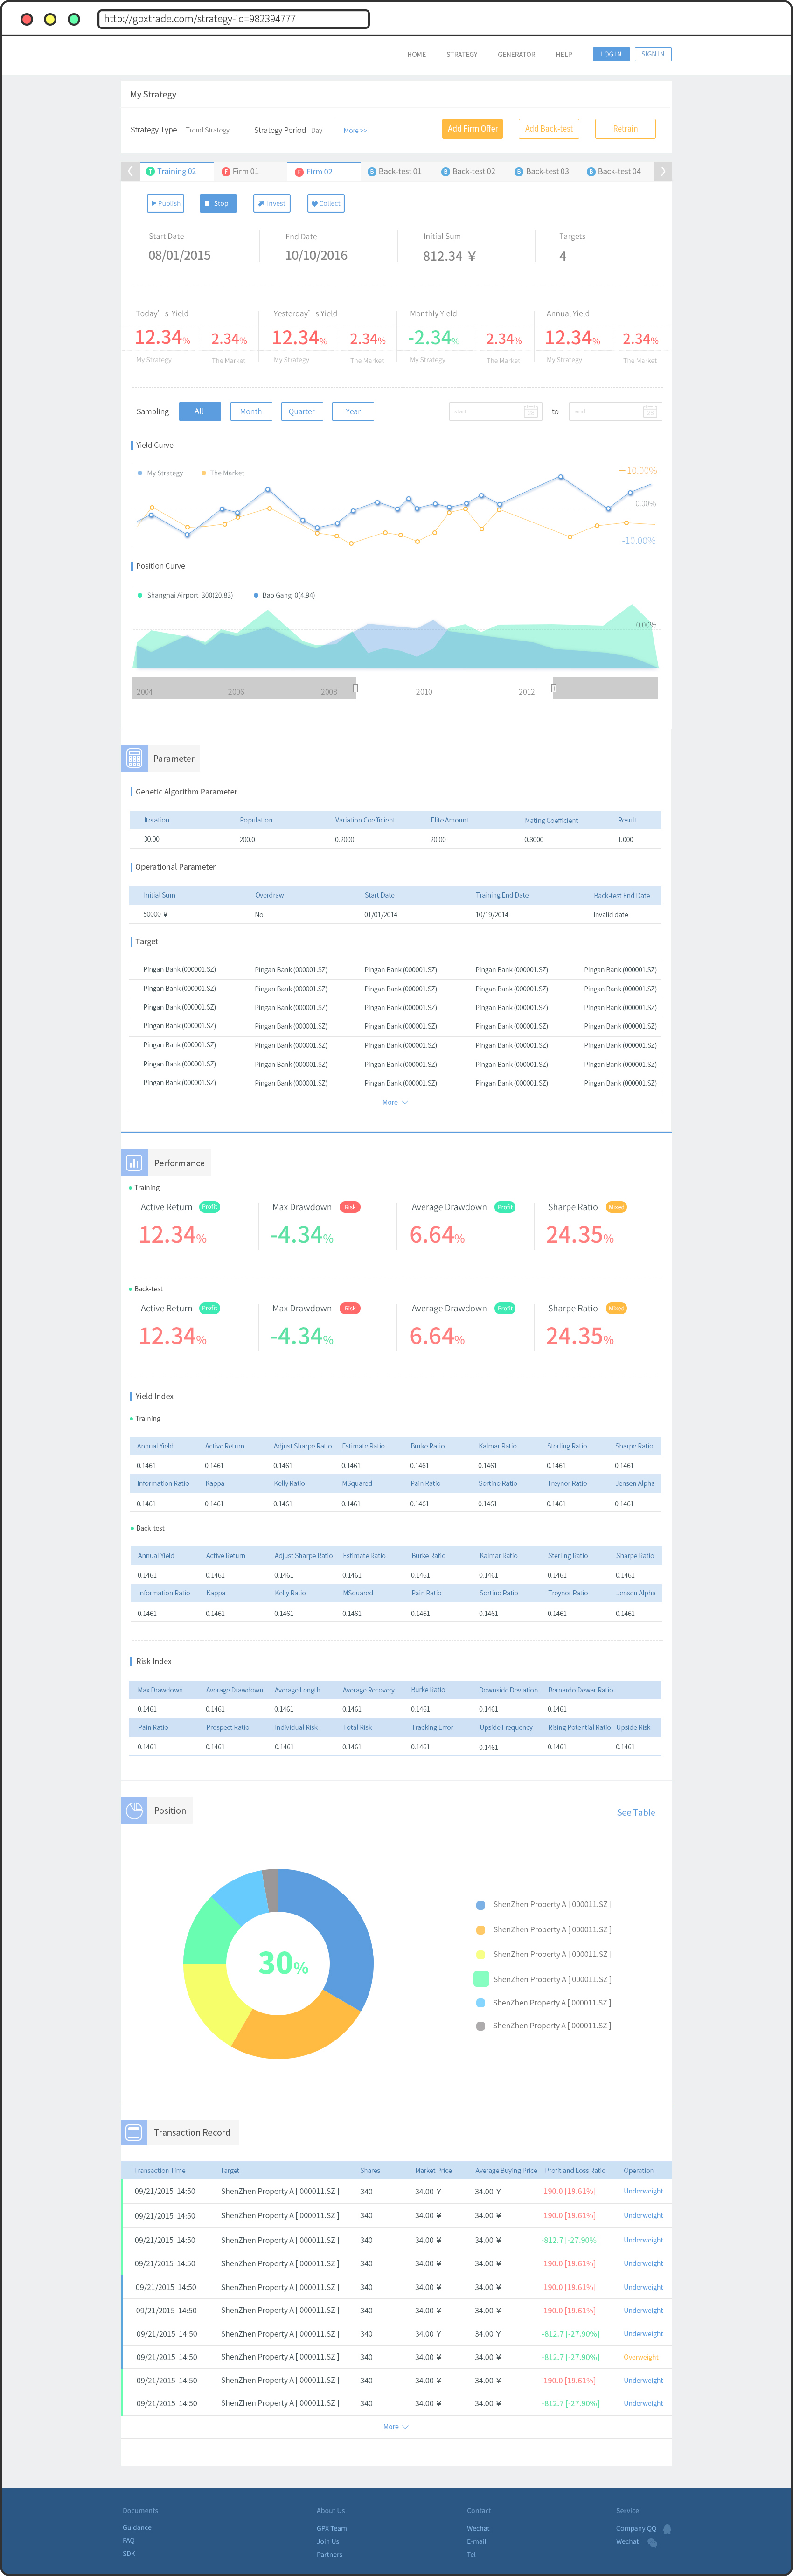 http://gpxtrade.com/strategy-id=982394777
HOME STRATEGY GENERATOR HELP LOG IN SIGN IN
My Strategy
Strategy Type Trend Strategy Strategy Period Day More >> Add Firm Offer Add Back-test Retrain
T Training 02 F Firm 01 F Firm 02 B Back-test 01 B Back-test 02 B Back-test 03 B Back-test 04
Publish Stop Invest Collect
Start Date End Date Initial Sum Targets
08/01/2015 10/10/2016 812.34 ¥ 4
Today' s Yield Yesterday' s Yield Monthly Yield Annual Yield
12.34% 2.34% 12.34% 2.34% -2.34% 2.34% 12.34% 2.34%
My Strategy The Market My Strategy The Market My Strategy The Market My Strategy The Market
Sampling All Month Quarter Year start to end
Yield Curve
My Strategy The Market
+10.00%
0.00%
-10.00%
Position Curve
Shanghai Airport 300(20.83) Bao Gang 0(4.94)
0.00%
2004 2006 2008 2010 2012
Parameter
Genetic Algorithm Parameter
Iteration Population Variation Coefficient Elite Amount Mating Coefficient Result
30.00 200.0 0.2000 20.00 0.3000 1.000
Operational Parameter
Initial Sum Overdraw Start Date Training End Date Back-test End Date
50000 ¥ No 01/01/2014 10/19/2014 Invalid date
Target
Pingan Bank (000001.SZ) Pingan Bank (000001.SZ) Pingan Bank (000001.SZ) Pingan Bank (000001.SZ) Pingan Bank (000001.SZ)
Pingan Bank (000001.SZ) Pingan Bank (000001.SZ) Pingan Bank (000001.SZ) Pingan Bank (000001.SZ) Pingan Bank (000001.SZ)
Pingan Bank (000001.SZ) Pingan Bank (000001.SZ) Pingan Bank (000001.SZ) Pingan Bank (000001.SZ) Pingan Bank (000001.SZ)
Pingan Bank (000001.SZ) Pingan Bank (000001.SZ) Pingan Bank (000001.SZ) Pingan Bank (000001.SZ) Pingan Bank (000001.SZ)
Pingan Bank (000001.SZ) Pingan Bank (000001.SZ) Pingan Bank (000001.SZ) Pingan Bank (000001.SZ) Pingan Bank (000001.SZ)
Pingan Bank (000001.SZ) Pingan Bank (000001.SZ) Pingan Bank (000001.SZ) Pingan Bank (000001.SZ) Pingan Bank (000001.SZ)
Pingan Bank (000001.SZ) Pingan Bank (000001.SZ) Pingan Bank (000001.SZ) Pingan Bank (000001.SZ) Pingan Bank (000001.SZ)
More
Performance
Training
Active Return Profit Max Drawdown Risk Average Drawdown Profit Sharpe Ratio Mixed
12.34% -4.34% 6.64% 24.35%
Back-test
Active Return Profit Max Drawdown Risk Average Drawdown Profit Sharpe Ratio Mixed
12.34% -4.34% 6.64% 24.35%
Yield Index
Training
Annual Yield Active Return Adjust Sharpe Ratio Estimate Ratio Burke Ratio Kalmar Ratio Sterling Ratio Sharpe Ratio
0.1461 0.1461 0.1461 0.1461 0.1461 0.1461 0.1461 0.1461
Information Ratio Kappa Kelly Ratio MSquared Pain Ratio Sortino Ratio Treynor Ratio Jensen Alpha
0.1461 0.1461 0.1461 0.1461 0.1461 0.1461 0.1461 0.1461
Back-test
Annual Yield Active Return Adjust Sharpe Ratio Estimate Ratio Burke Ratio Kalmar Ratio Sterling Ratio Sharpe Ratio
0.1461 0.1461 0.1461 0.1461 0.1461 0.1461 0.1461 0.1461
Information Ratio Kappa Kelly Ratio MSquared Pain Ratio Sortino Ratio Treynor Ratio Jensen Alpha
0.1461 0.1461 0.1461 0.1461 0.1461 0.1461 0.1461 0.1461
Risk Index
Max Drawdown Average Drawdown Average Length Average Recovery Burke Ratio Downside Deviation Bernardo Dewar Ratio
0.1461 0.1461 0.1461 0.1461 0.1461 0.1461 0.1461
Pain Ratio Prospect Ratio Individual Risk Total Risk Tracking Error Upside Frequency Rising Potential Ratio Upside Risk
0.1461 0.1461 0.1461 0.1461 0.1461 0.1461 0.1461 0.1461
Position See Table
30%
ShenZhen Property A [ 000011.SZ ]
ShenZhen Property A [ 000011.SZ ]
ShenZhen Property A [ 000011.SZ ]
ShenZhen Property A [ 000011.SZ ]
ShenZhen Property A [ 000011.SZ ]
ShenZhen Property A [ 000011.SZ ]
Transaction Record
Transaction Time Target Shares Market Price Average Buying Price Profit and Loss Ratio Operation
09/21/2015 14:50 ShenZhen Property A [ 000011.SZ ] 340 34.00 ¥ 34.00 ¥ 190.0 [19.61%] Underweight
09/21/2015 14:50 ShenZhen Property A [ 000011.SZ ] 340 34.00 ¥ 34.00 ¥ 190.0 [19.61%] Underweight
09/21/2015 14:50 ShenZhen Property A [ 000011.SZ ] 340 34.00 ¥ 34.00 ¥ -812.7 [-27.90%] Underweight
09/21/2015 14:50 ShenZhen Property A [ 000011.SZ ] 340 34.00 ¥ 34.00 ¥ 190.0 [19.61%] Underweight
09/21/2015 14:50 ShenZhen Property A [ 000011.SZ ] 340 34.00 ¥ 34.00 ¥ 190.0 [19.61%] Underweight
09/21/2015 14:50 ShenZhen Property A [ 000011.SZ ] 340 34.00 ¥ 34.00 ¥ 190.0 [19.61%] Underweight
09/21/2015 14:50 ShenZhen Property A [ 000011.SZ ] 340 34.00 ¥ 34.00 ¥ -812.7 [-27.90%] Underweight
09/21/2015 14:50 ShenZhen Property A [ 000011.SZ ] 340 34.00 ¥ 34.00 ¥ -812.7 [-27.90%] Overweight
09/21/2015 14:50 ShenZhen Property A [ 000011.SZ ] 340 34.00 ¥ 34.00 ¥ 190.0 [19.61%] Underweight
09/21/2015 14:50 ShenZhen Property A [ 000011.SZ ] 340 34.00 ¥ 34.00 ¥ -812.7 [-27.90%] Underweight
More
Documents About Us Contact Service
Guidance GPX Team Wechat Company QQ
FAQ Join Us E-mail Wechat
SDK Partners Tel